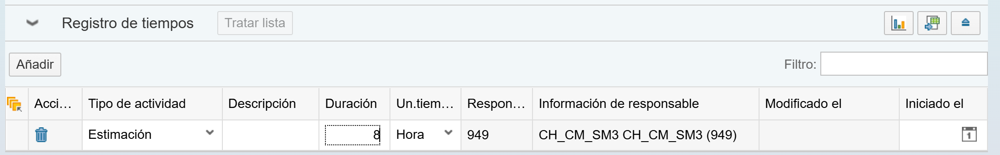 Registro de tiempos Tratar lista
Añadir Filtro:
Acci... Tipo de actividad Descripción Duración Un.tiem... Respon... Información de responsable Modificado el Iniciado el
Estimación 8 Hora 949 CH_CM_SM3 CH_CM_SM3 (949) 1